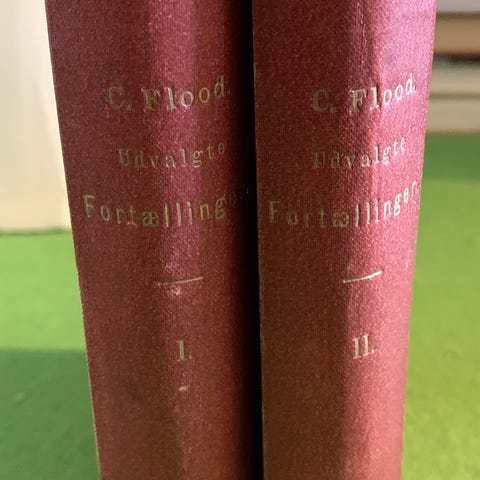 C. Flood.
Udvalgte
Fortællinger.
I.
C. Flood.
Udvalgte
Fortællinger.
II.